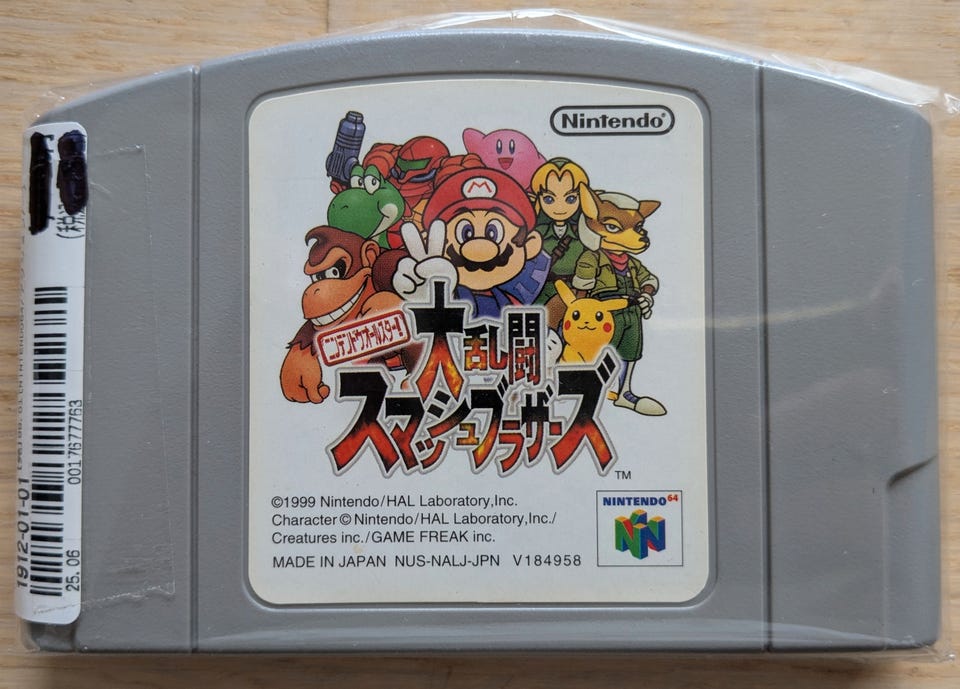 Nintendo®
ニンテンドウオールスター!
大乱闘
スマッシュブラザーズ
TM
©1999 Nintendo/HAL Laboratory,Inc.
Character © Nintendo/HAL Laboratory,Inc./
Creatures inc./GAME FREAK inc.
MADE IN JAPAN NUS-NALJ-JPN V184958
NINTENDO64
1912-01-01
0017677763
25.06